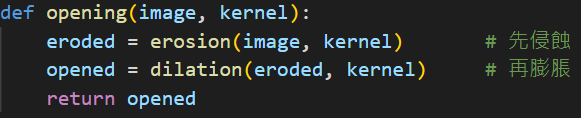 def opening(image, kernel):
    eroded = erosion(image, kernel)        # 先侵蝕
    opened = dilation(eroded, kernel)    # 再膨脹
    return opened